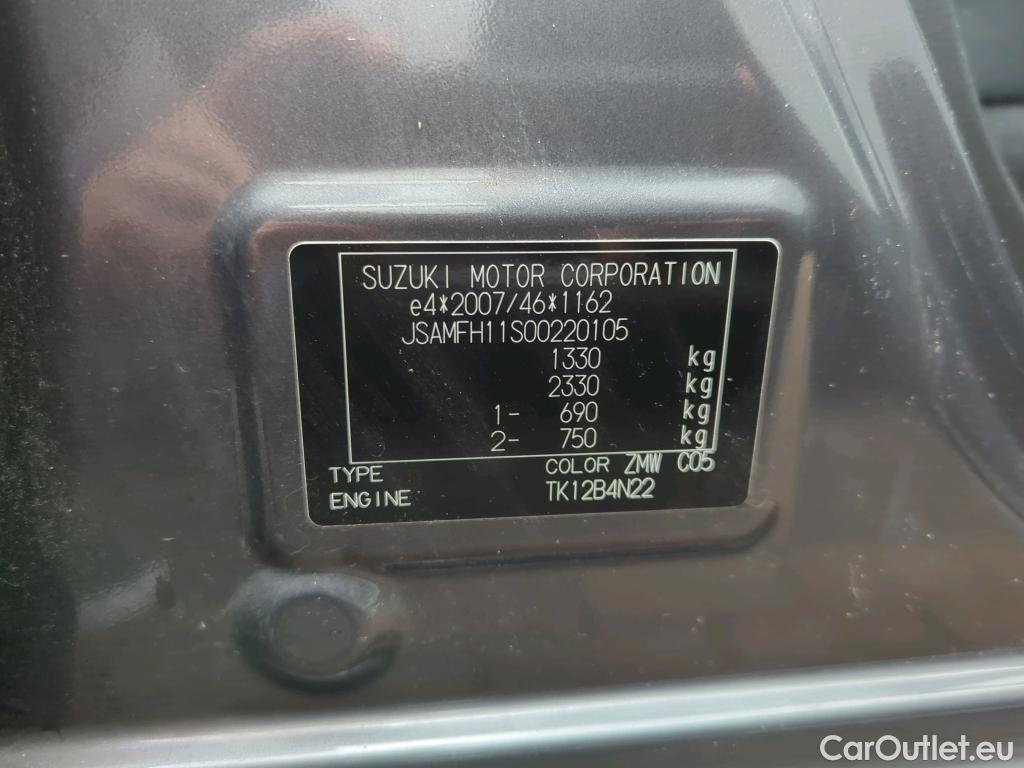 SUZUKI MOTOR CORPORATION
e4*2007/46*1162
JSAMFH11S00220105
1330 kg
2330 kg
1- 690 kg
2- 750 kg
TYPE COLOR ZMW C05
ENGINE TK12B4N22
CarOutlet.eu